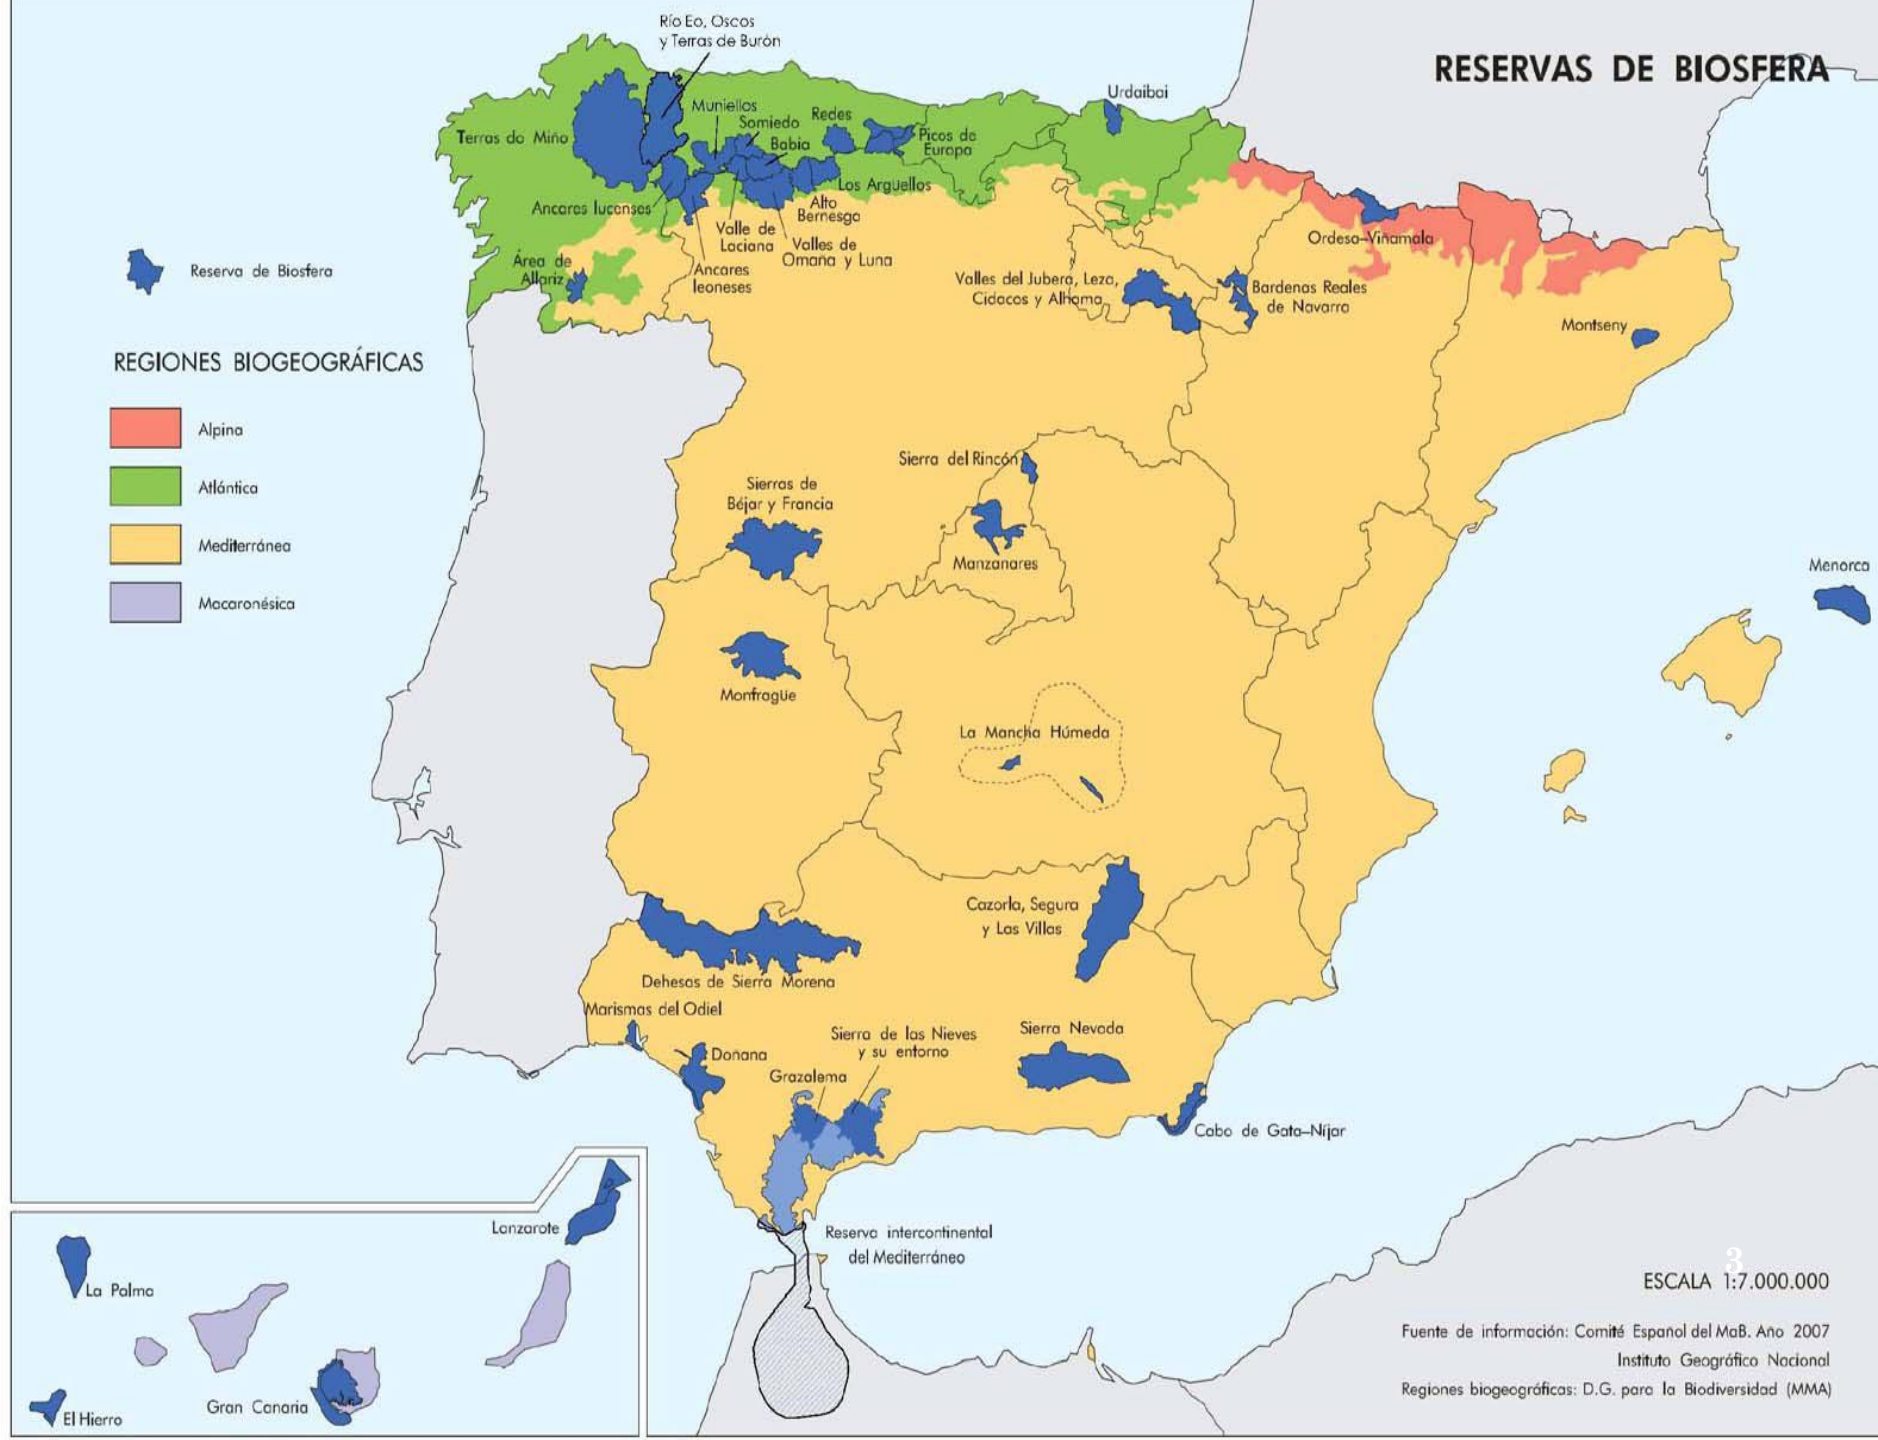 RESERVAS DE BIOSFERA
Río Eo, Oscos
y Terras de Burón
Terras do Miño
Muniellos
Somiedo
Babia
Redes
Picos de
Europa
Urdaibai
Los Argüellos
Alto
Bernesga
Ancares lucenses
Valle de
Laciana
Valles de
Omaña y Luna
Ancares
leoneses
Área de
Allariz
Ordesa-Viñamala
Valles del Jubera, Leza,
Cidacos y Alhama
Bardenas Reales
de Navarra
Montseny
Reserva de Biosfera
REGIONES BIOGEOGRÁFICAS
Alpina
Atlántica
Mediterránea
Macaronésica
Sierra del Rincón
Sierras de
Béjar y Francia
Manzanares
Menorca
Monfragüe
La Mancha Húmeda
Cazorla, Segura
y Las Villas
Dehesas de Sierra Morena
Marismas del Odiel
Doñana
Sierra de las Nieves
y su entorno
Grazalema
Sierra Nevada
Cabo de Gata-Níjar
Reserva intercontinental
del Mediterráneo
Lanzarote
La Palma
Gran Canaria
El Hierro
3
ESCALA 1:7.000.000
Fuente de información: Comité Español del MaB. Año 2007
Instituto Geográfico Nacional
Regiones biogeográficas: D.G. para la Biodiversidad (MMA)